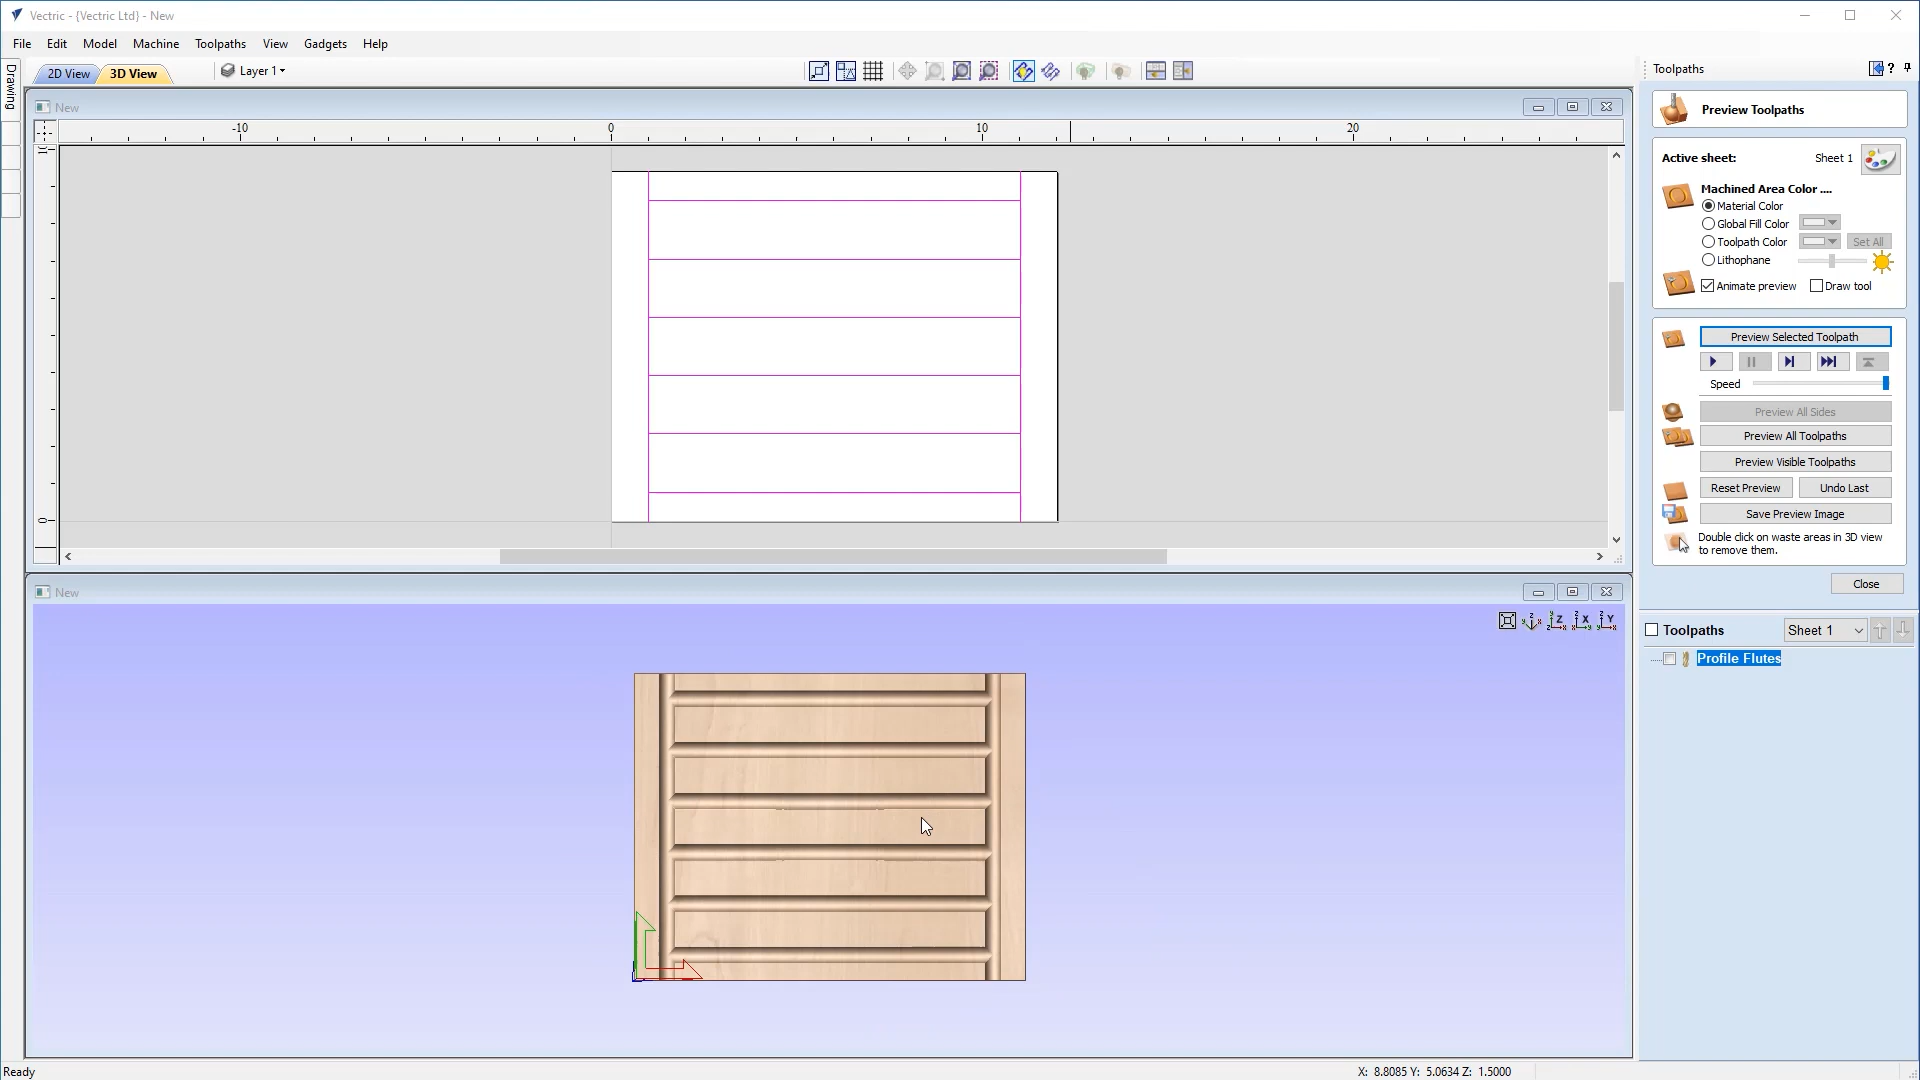 Vectric - {Vectric Ltd} - New
File Edit Model Machine Toolpaths View Gadgets Help
Drawing
2D View 3D View Layer 1
Toolpaths
New
-10 0 10 20
10
0
New
Z X Y
Preview Toolpaths
Active sheet: Sheet 1
Machined Area Color ....
Material Color
Global Fill Color
Toolpath Color Set All
Lithophane
Animate preview Draw tool
Preview Selected Toolpath
Speed
Preview All Sides
Preview All Toolpaths
Preview Visible Toolpaths
Reset Preview Undo Last
Save Preview Image
Double click on waste areas in 3D view
to remove them.
Close
Toolpaths Sheet 1
Profile Flutes
Ready X: 8.8085 Y: 5.0634 Z: 1.5000